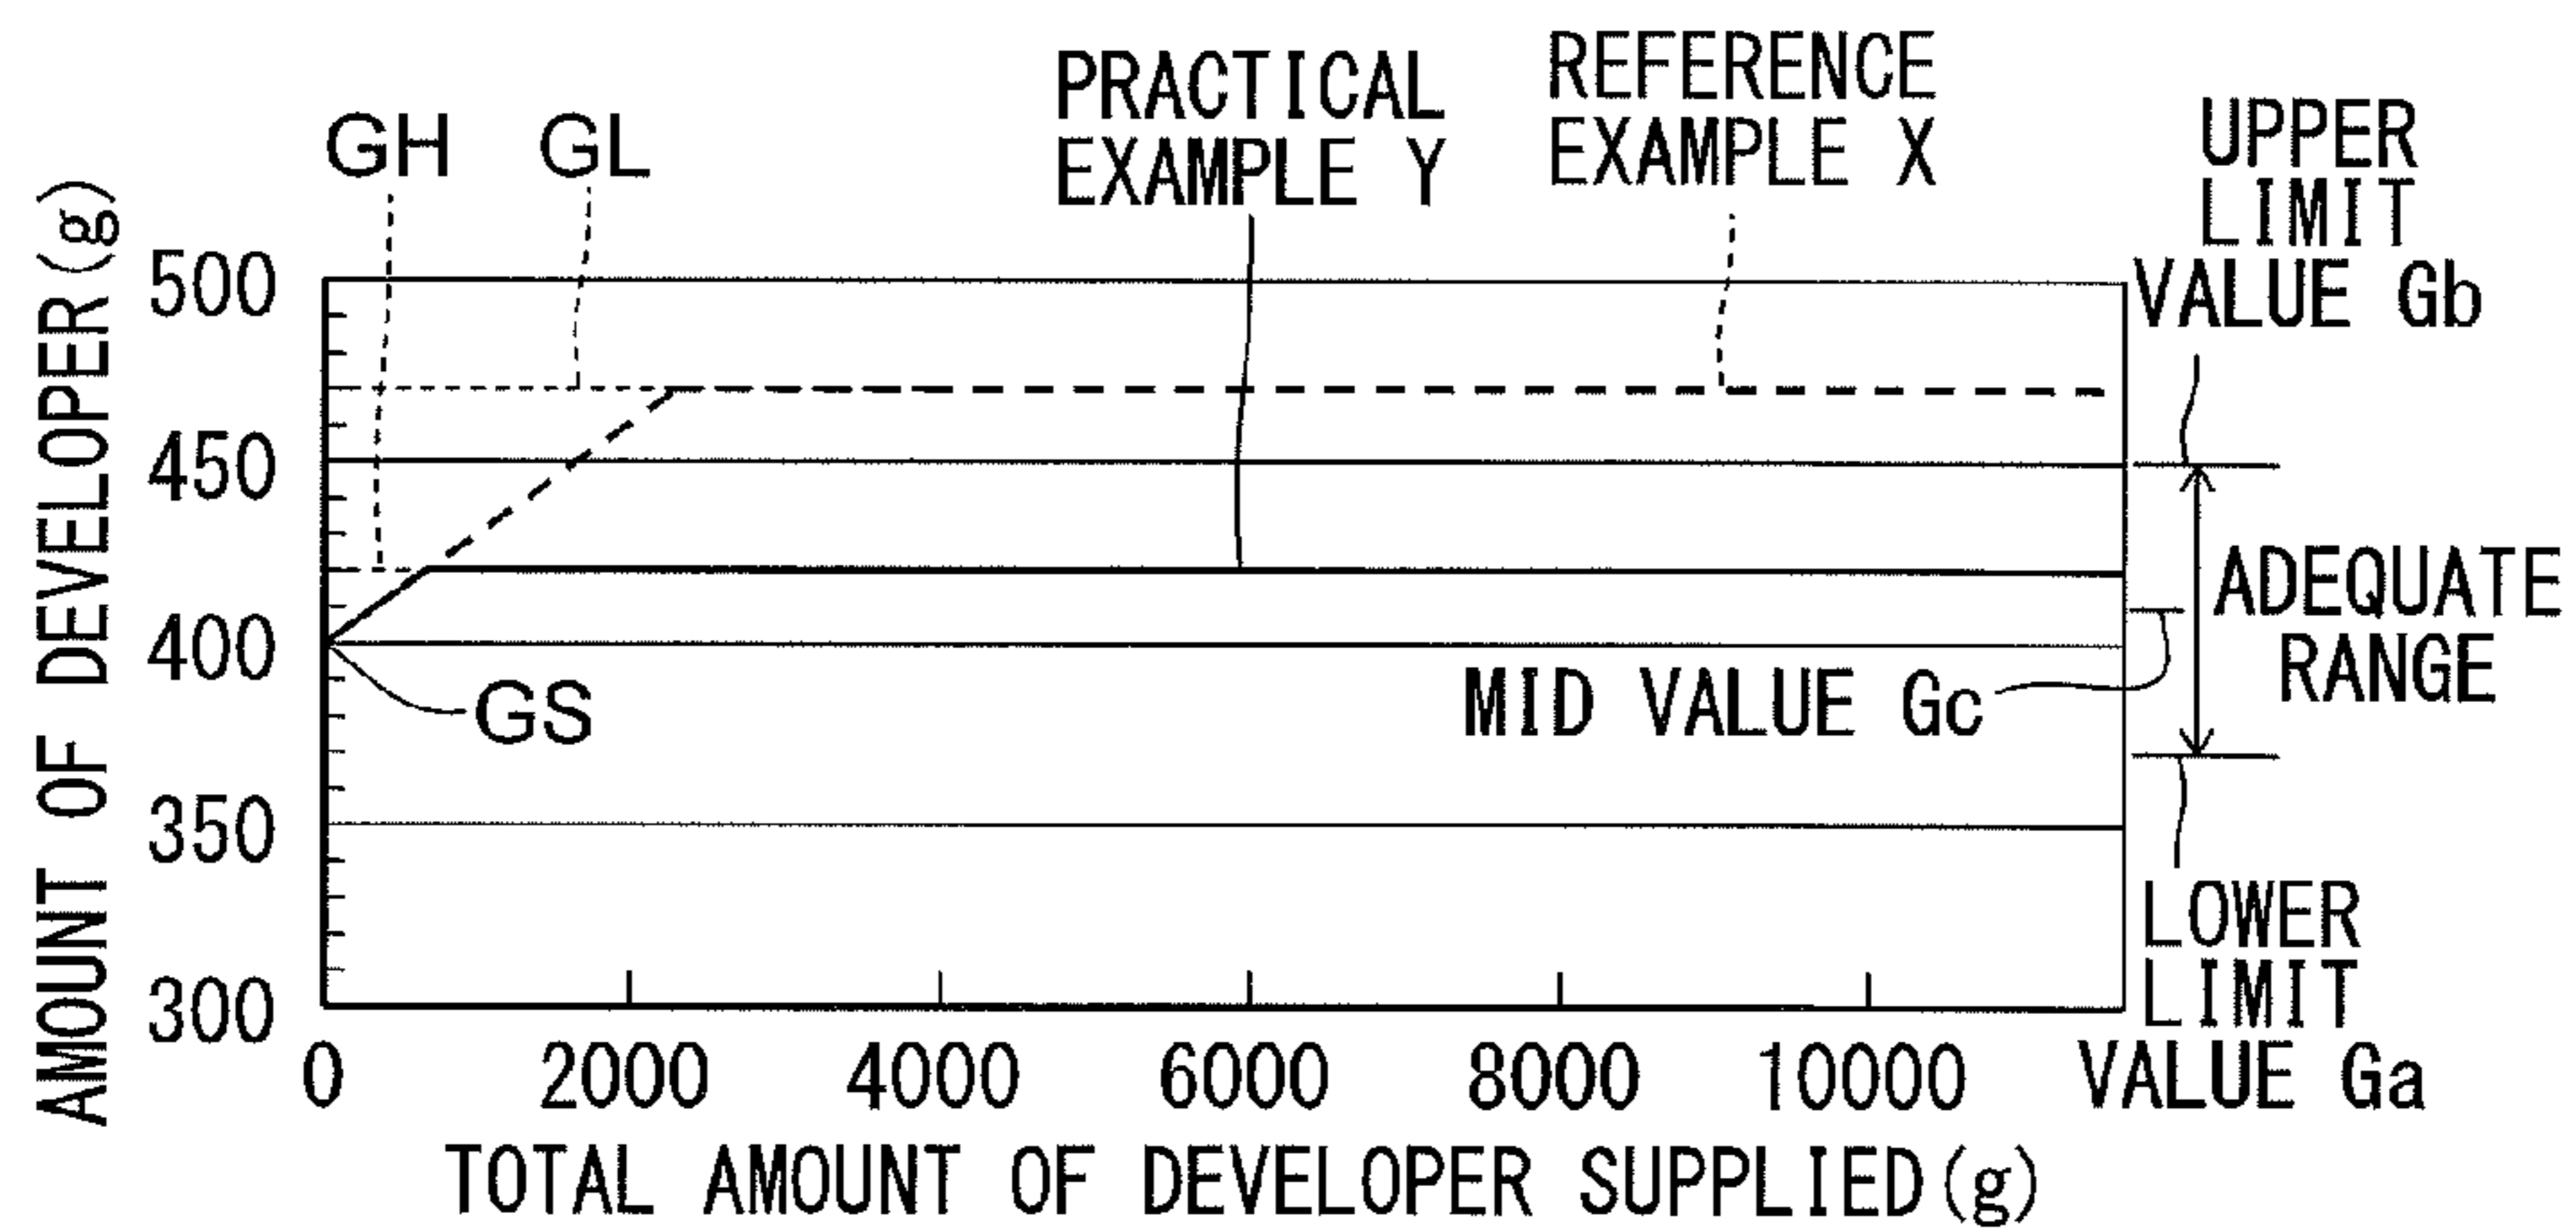 PRACTICAL
EXAMPLE Y
REFERENCE
EXAMPLE X
UPPER
LIMIT
VALUE Gb
GH
GL
AMOUNT OF DEVELOPER(g)
500
450
400
350
300
GS
MID VALUE Gc
ADEQUATE
RANGE
LOWER
LIMIT
VALUE Ga
0
2000
4000
6000
8000
10000
TOTAL AMOUNT OF DEVELOPER SUPPLIED(g)